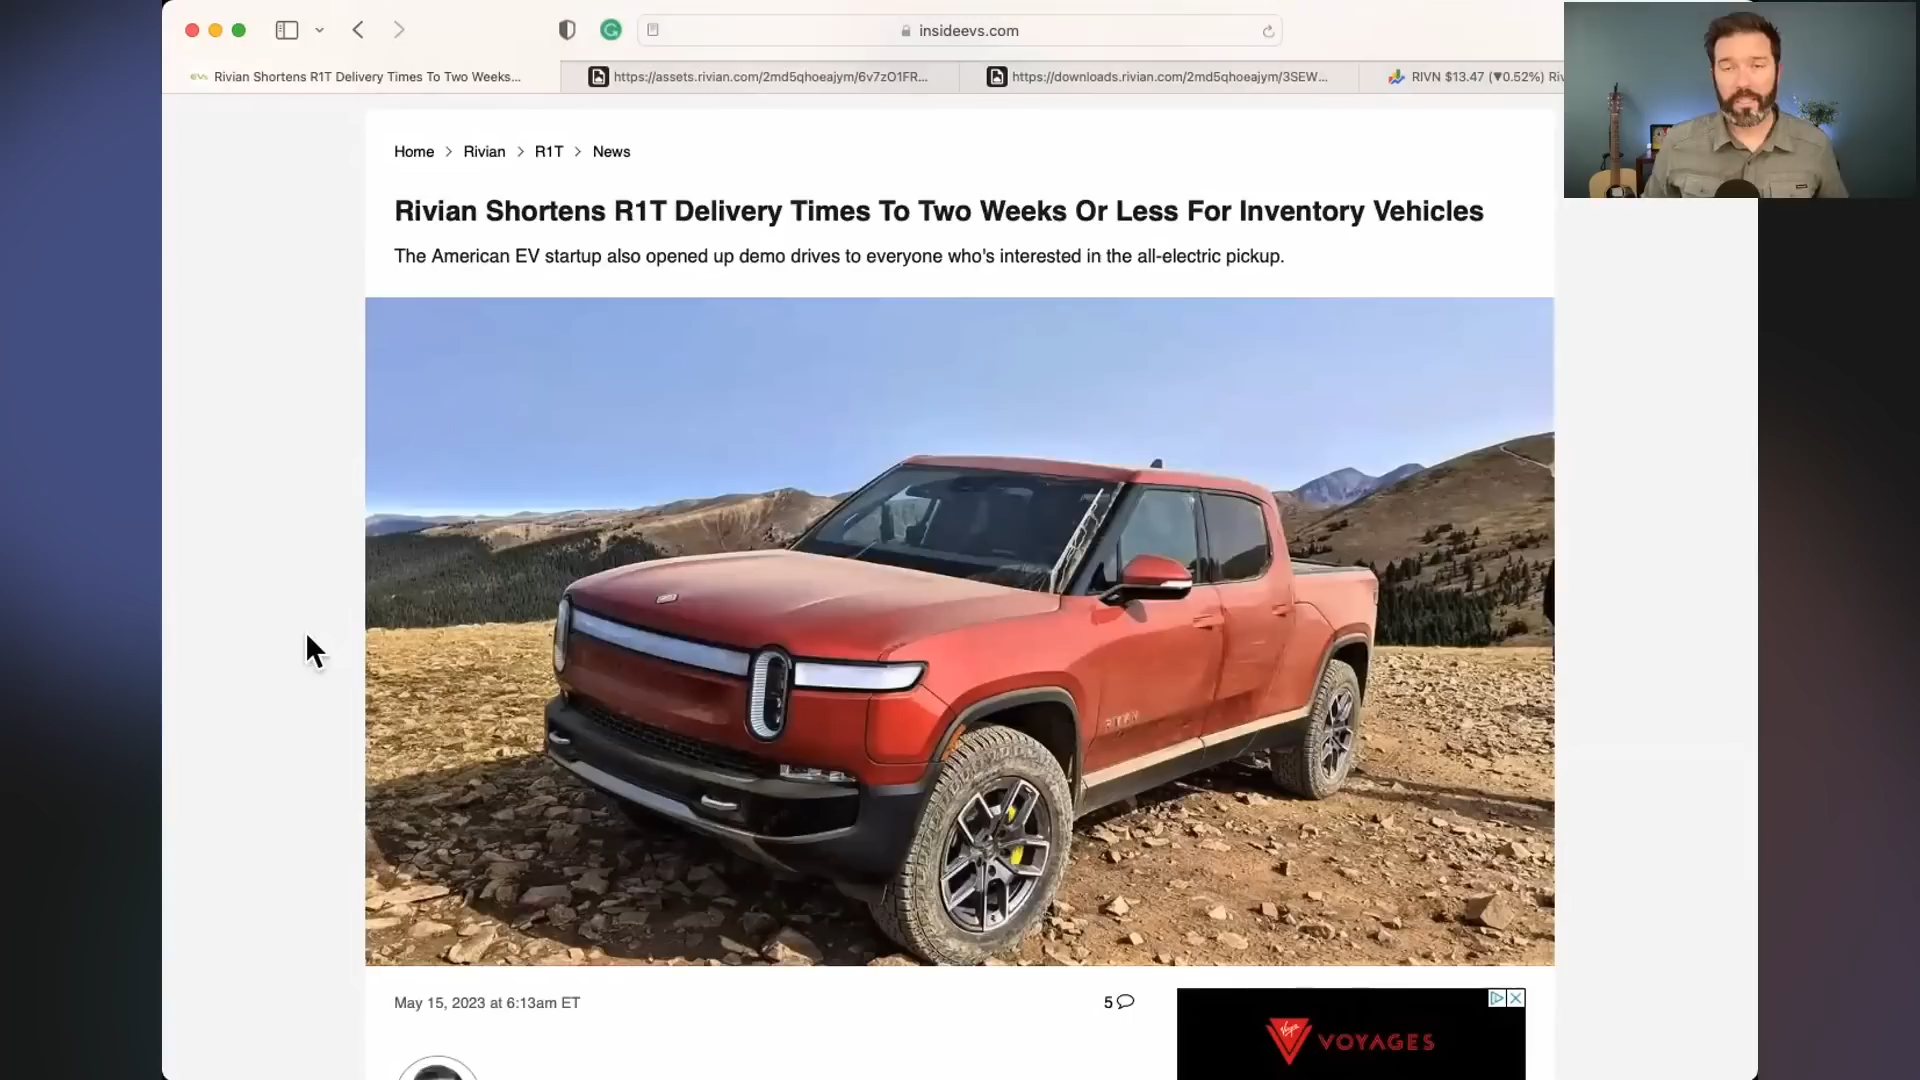 insideevs.com
Rivian Shortens R1T Delivery Times To Two Weeks...
https://assets.rivian.com/2md5qhoeajym/6v7zO1FR...
https://downloads.rivian.com/2md5qhoeajym/3SEW...
RIVN $13.47 (▼0.52%) Riv
Home > Rivian > R1T > News
Rivian Shortens R1T Delivery Times To Two Weeks Or Less For Inventory Vehicles
The American EV startup also opened up demo drives to everyone who's interested in the all-electric pickup.
RIVIAN
May 15, 2023 at 6:13am ET
5
Virgin
VOYAGES